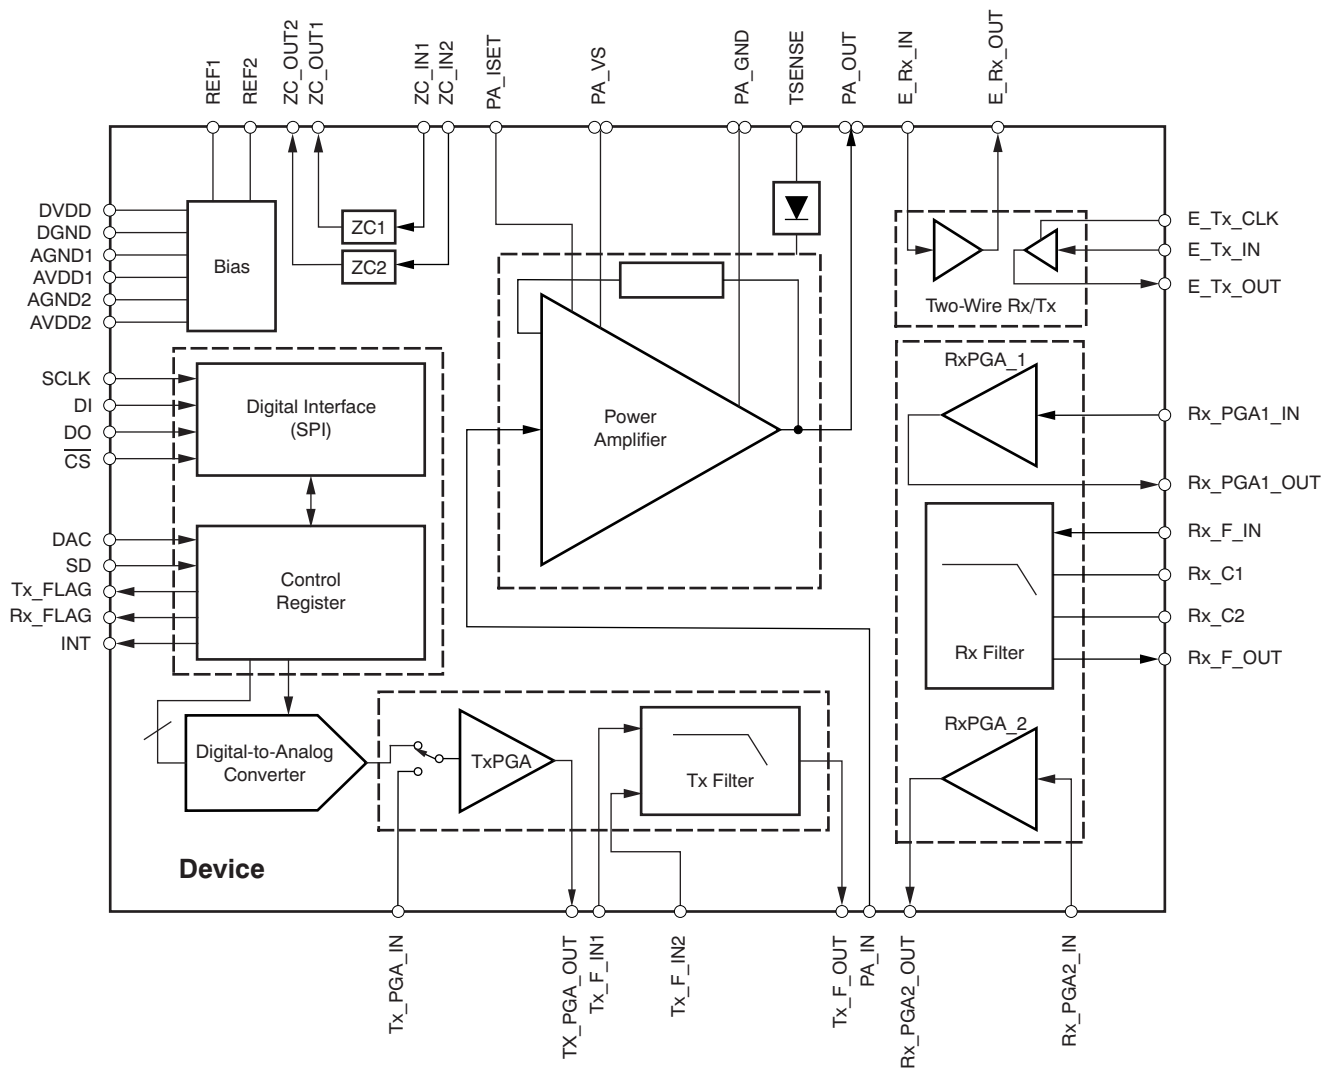 REF1
REF2
ZC_OUT2
ZC_OUT1
ZC_IN1
ZC_IN2
PA_ISET
PA_VS
PA_GND
TSENSE
PA_OUT
E_Rx_IN
E_Rx_OUT
DVDD
DGND
AGND1
AVDD1
AGND2
AVDD2
Bias
ZC1
ZC2
E_Tx_CLK
E_Tx_IN
E_Tx_OUT
Two-Wire Rx/Tx
SCLK
DI
DO
CS
Digital Interface
(SPI)
Power
Amplifier
RxPGA_1
Rx_PGA1_IN
Rx_PGA1_OUT
DAC
SD
Tx_FLAG
Rx_FLAG
INT
Control
Register
Rx_F_IN
Rx_C1
Rx_C2
Rx_F_OUT
Rx Filter
Digital-to-Analog
Converter
TxPGA
Tx Filter
RxPGA_2
Device
Tx_PGA_IN
TX_PGA_OUT
Tx_F_IN1
Tx_F_IN2
Tx_F_OUT
PA_IN
Rx_PGA2_OUT
Rx_PGA2_IN